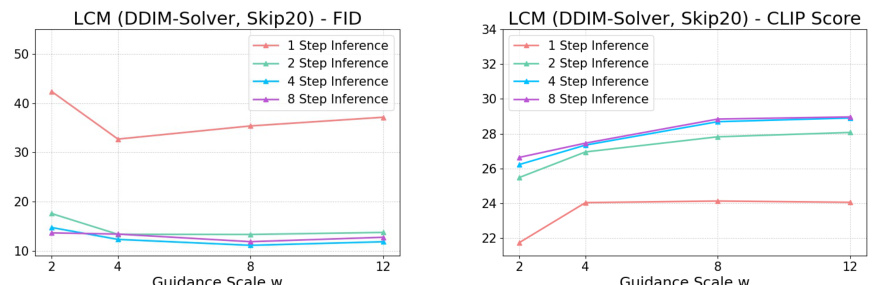 LCM (DDIM-Solver, Skip20) - FID
50
40
30
20
10
2
4
8
12
1 Step Inference
2 Step Inference
4 Step Inference
8 Step Inference
Guidance Scale w
LCM (DDIM-Solver, Skip20) - CLIP Score
34
32
30
28
26
24
22
2
4
8
12
1 Step Inference
2 Step Inference
4 Step Inference
8 Step Inference
Guidance Scale w